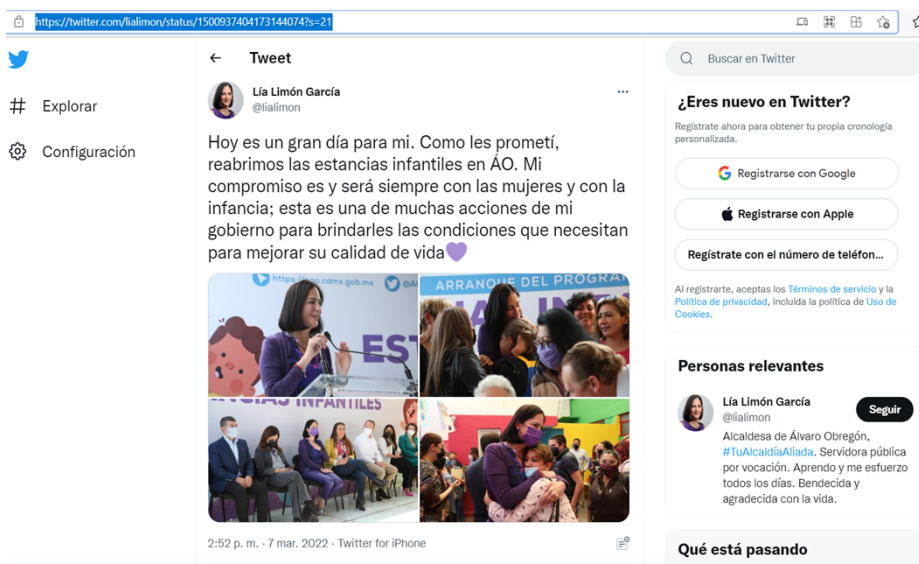 https://twitter.com/lialimon/status/1500937404173144074?s=21
Explorar
Configuración
Tweet
Lía Limón García
@lialimon
Hoy es un gran día para mi. Como les prometí,
reabrimos las estancias infantiles en ÁO. Mi
compromiso es y será siempre con las mujeres y con la
infancia; esta es una de muchas acciones de mi
gobierno para brindarles las condiciones que necesitan
para mejorar su calidad de vida💜
.cdmx.gob.mx
EST
ARRANQUE DEL PROGRA
INFANTILES
2:52 p. m. · 7 mar. 2022 · Twitter for iPhone
Buscar en Twitter
¿Eres nuevo en Twitter?
Regístrate ahora para obtener tu propia cronología
personalizada.
Registrarse con Google
Registrarse con Apple
Regístrate con el número de teléfon...
Al registrarte, aceptas los Términos de servicio y la
Política de privacidad, incluida la política de Uso de
Cookies.
Personas relevantes
Lía Limón García
@lialimon
Seguir
Alcaldesa de Álvaro Obregón,
#TuAlcaldíaAliada. Servidora pública
por vocación. Aprendo y me esfuerzo
todos los días. Bendecida y
agradecida con la vida.
Qué está pasando